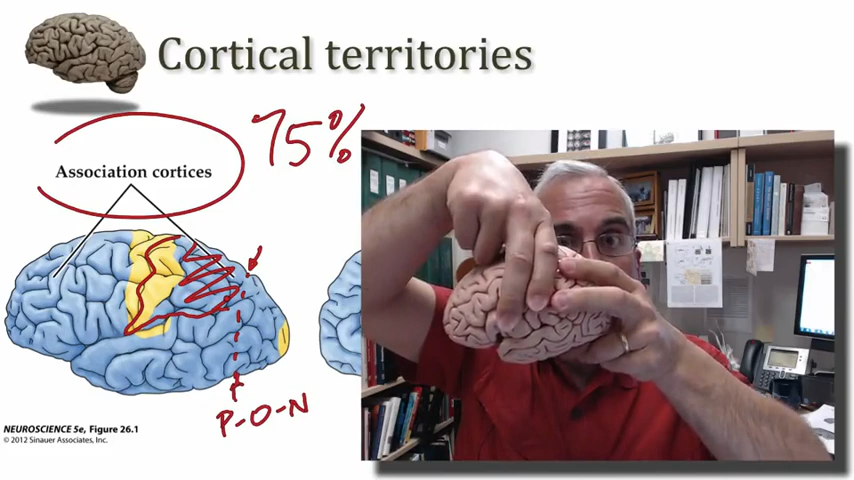 Cortical territories
75%
Association cortices
P-O-N
NEUROSCIENCE 5e, Figure 26.1
© 2012 Sinauer Associates, Inc.